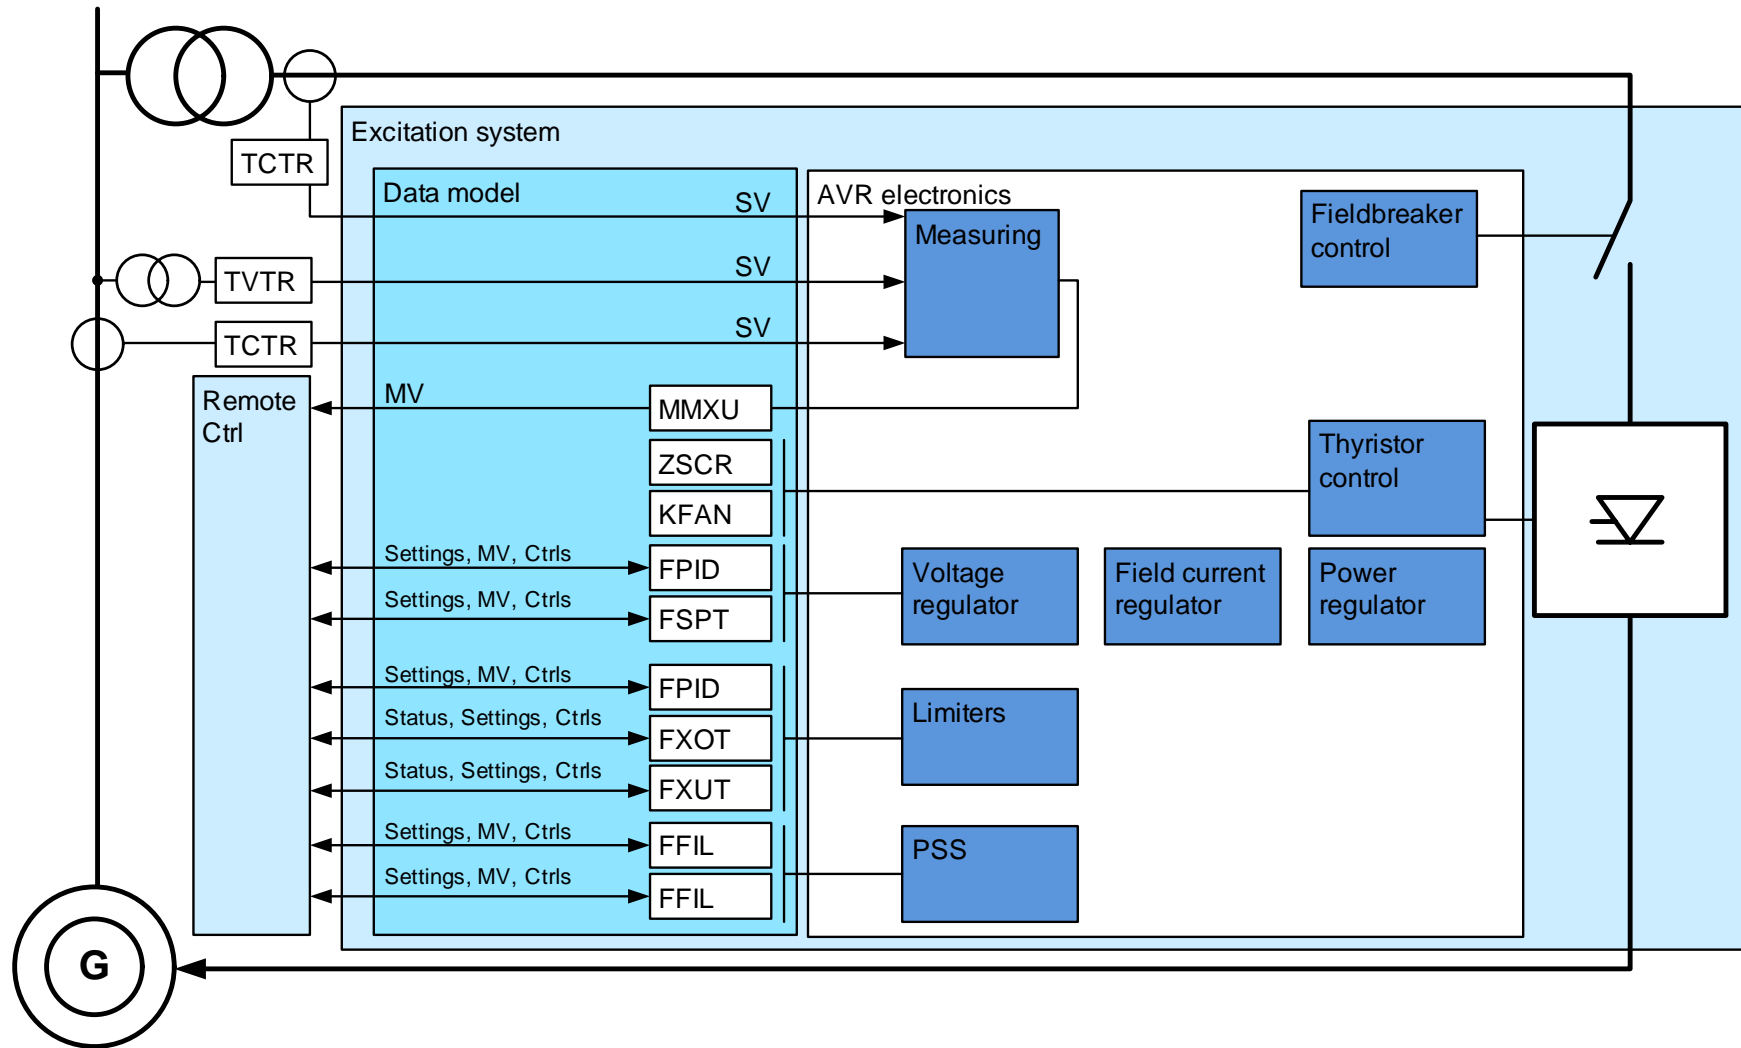 Excitation system
TCTR
Data model
SV
AVR electronics
Measuring
Fieldbreaker
control
TVTR
SV
TCTR
SV
Remote
Ctrl
MV
MMXU
ZSCR
KFAN
Thyristor
control
Settings, MV, Ctrls
FPID
Settings, MV, Ctrls
FSPT
Voltage
regulator
Field current
regulator
Power
regulator
Settings, MV, Ctrls
FPID
Status, Settings, Ctrls
FXOT
Status, Settings, Ctrls
FXUT
Limiters
Settings, MV, Ctrls
FFIL
Settings, MV, Ctrls
FFIL
PSS
G